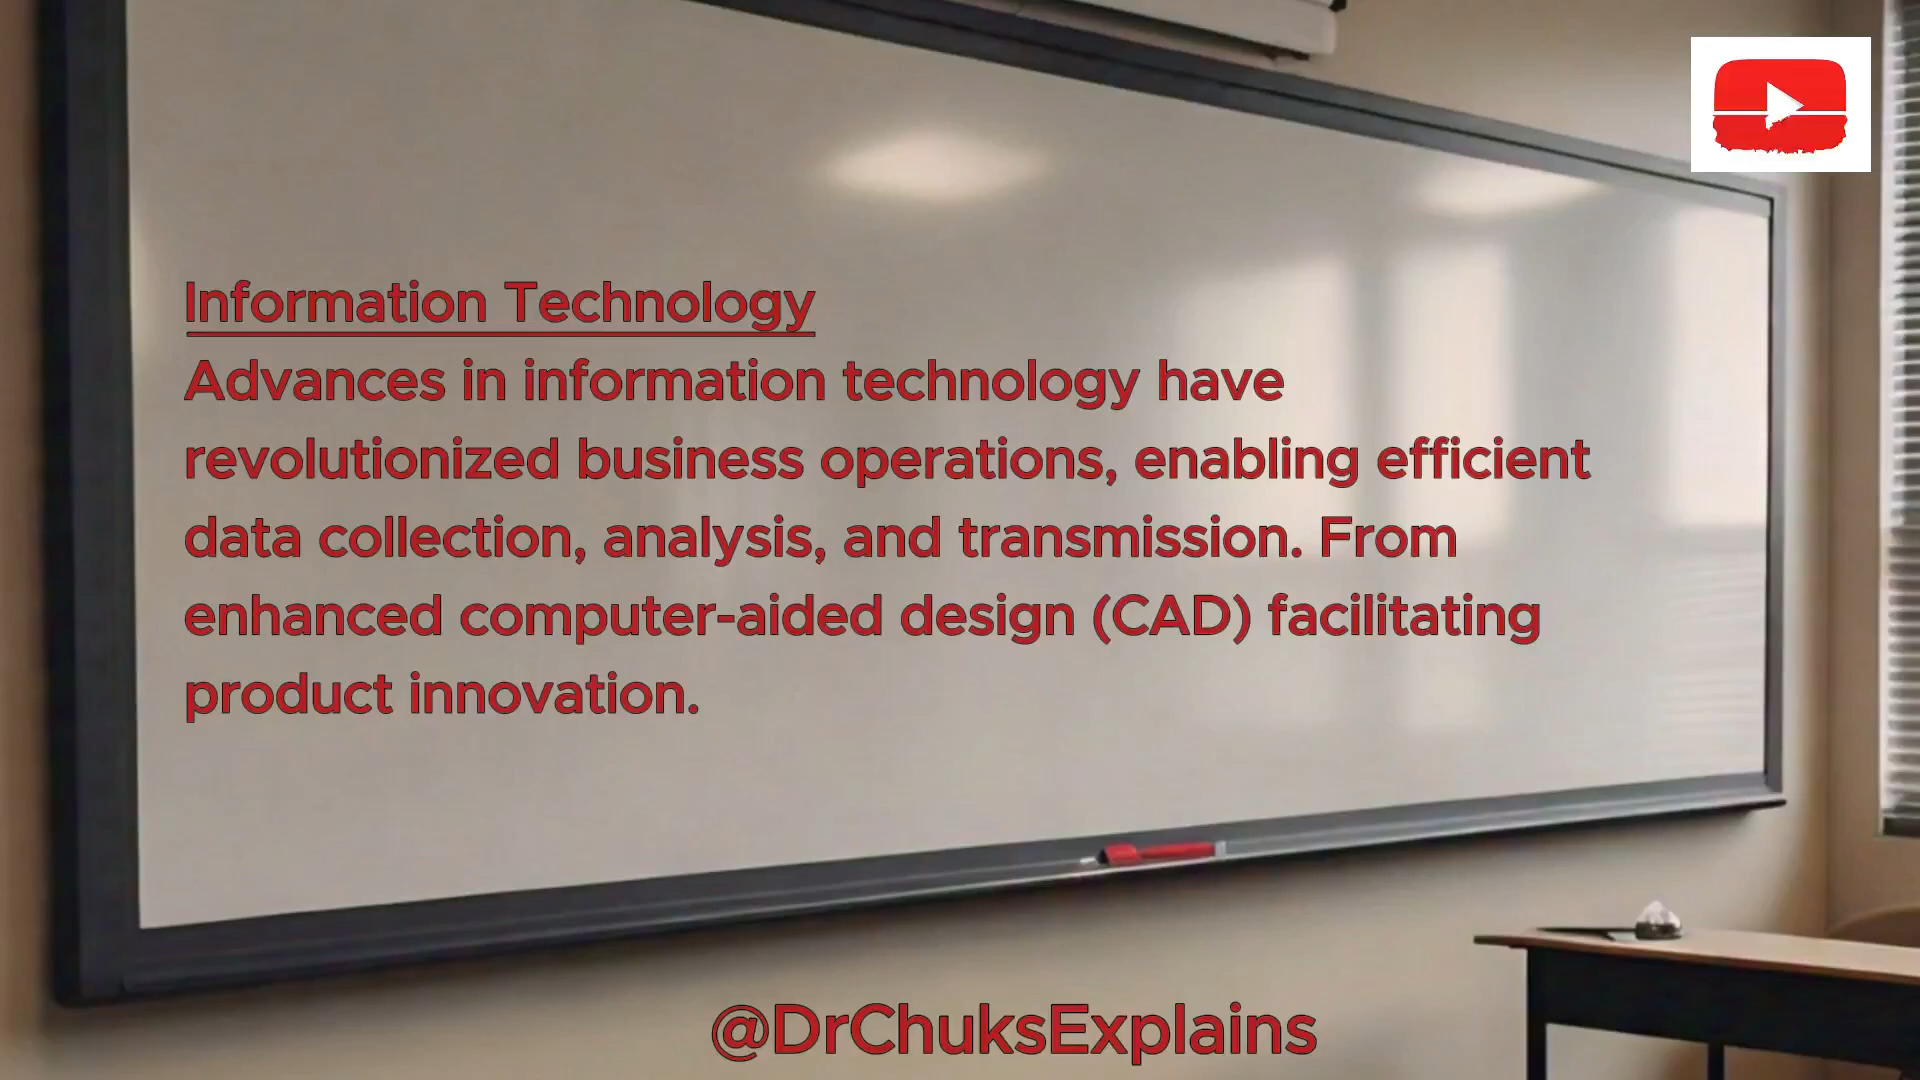 Information Technology
Advances in information technology have
revolutionized business operations, enabling efficient
data collection, analysis, and transmission. From
enhanced computer-aided design (CAD) facilitating
product innovation.
@DrChuksExplains